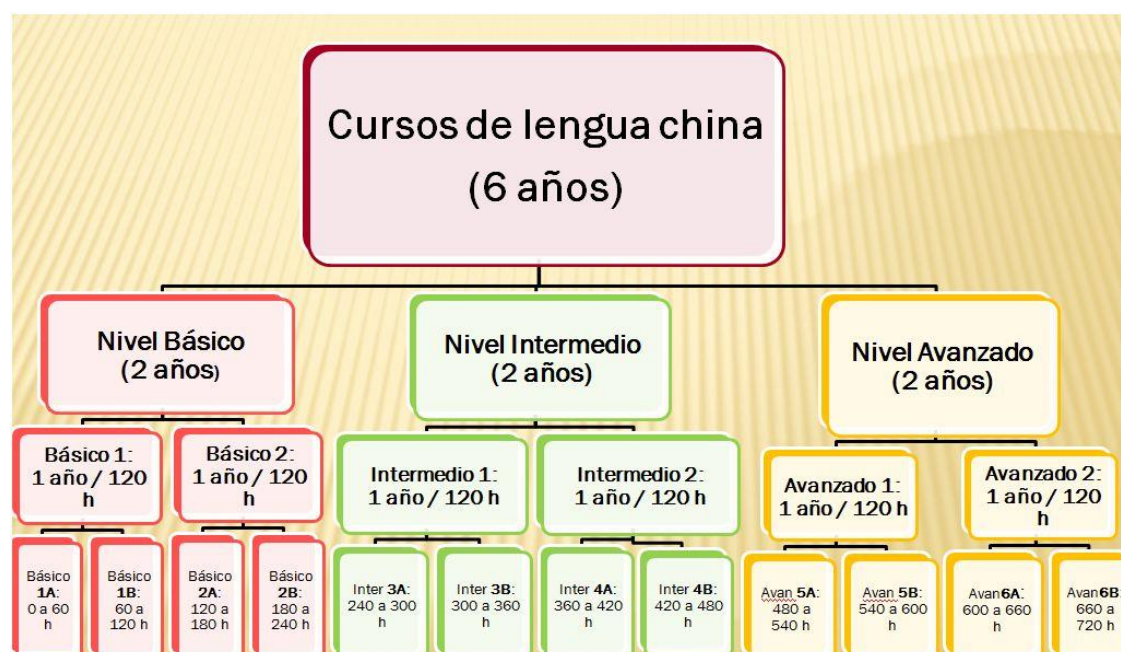 Cursos de lengua china
(6 años)
Nivel Básico
(2 años)
Nivel Intermedio
(2 años)
Nivel Avanzado
(2 años)
Básico 1:
1 año / 120
h
Básico 2:
1 año / 120
h
Intermedio 1:
1 año / 120 h
Intermedio 2:
1 año / 120 h
Avanzado 1:
1 año / 120 h
Avanzado 2:
1 año / 120
h
Básico
1A:
0 a 60
h
Básico
1B:
60 a
120 h
Básico
2A:
120 a
180 h
Básico
2B:
180 a
240 h
Inter 3A:
240 a 300
h
Inter 3B:
300 a 360
h
Inter 4A:
360 a 420
h
Inter 4B:
420 a 480
h
Avan 5A:
480 a
540 h
Avan 5B:
540 a 600
h
Avan6A:
600 a 660
h
Avan6B:
660 a
720 h